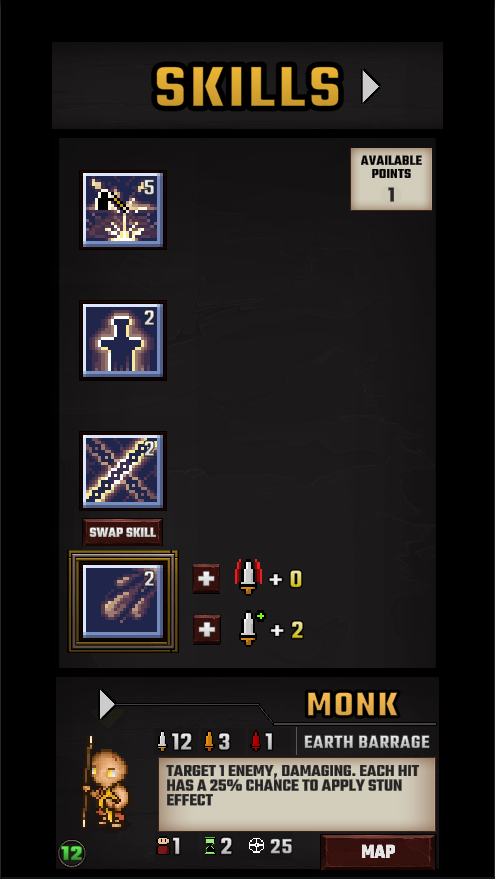 SKILLS
AVAILABLE
POINTS
1
5
2
2
SWAP SKILL
2
+ 0
+ 2
MONK
12 3 1 EARTH BARRAGE
TARGET 1 ENEMY, DAMAGING. EACH HIT
HAS A 25% CHANCE TO APPLY STUN
EFFECT
12
1 2 25
MAP